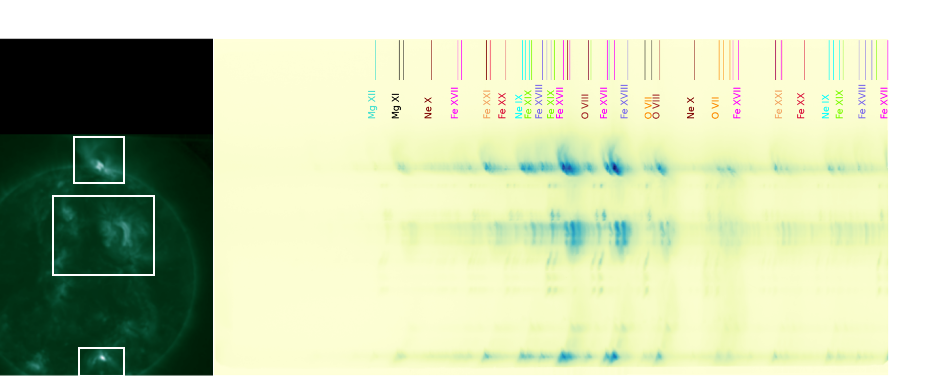 Mg XII
Mg XI
Ne X
Fe XVII
Fe XXI
Fe XX
Ne IX
Fe XIX
Fe XVIII
Fe XIX
Fe XVII
O VIII
Fe XVII
Fe XVIII
O VII
O VIII
Ne X
O VII
Fe XVII
Fe XXI
Fe XX
Ne IX
Fe XIX
Fe XVIII
Fe XVII